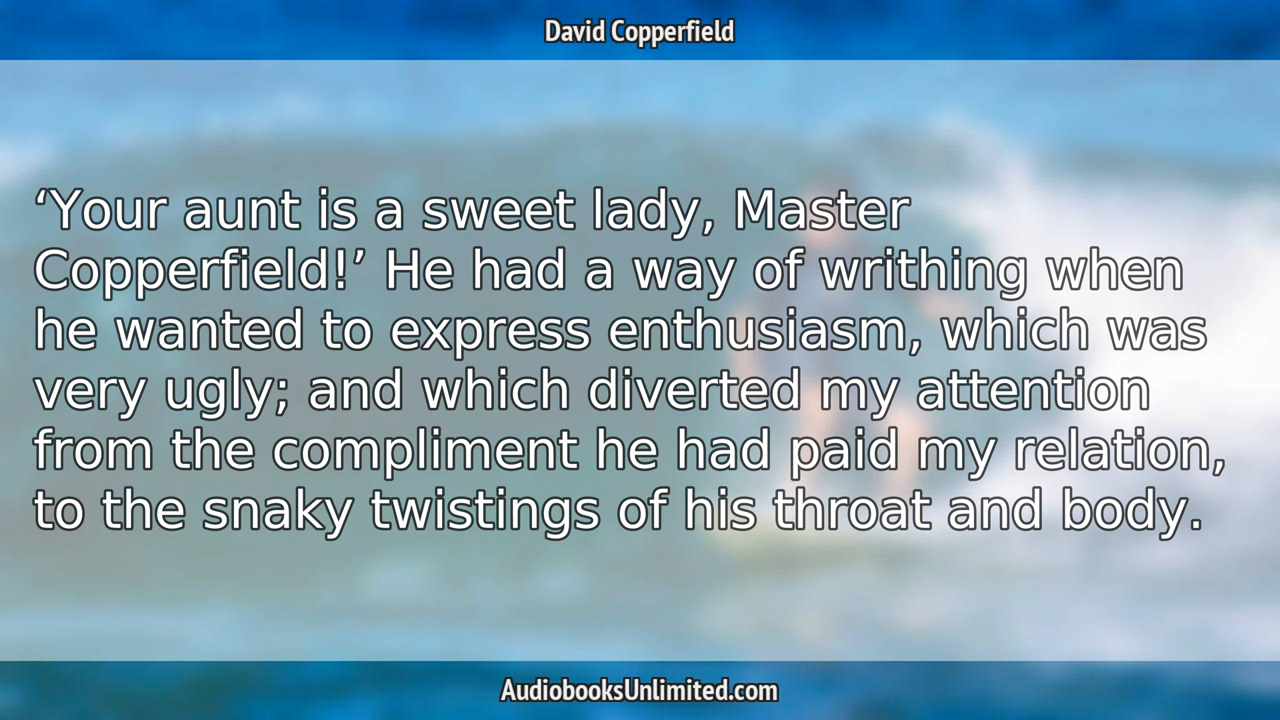 David Copperfield
‘Your aunt is a sweet lady, Master
Copperfield!’ He had a way of writhing when
he wanted to express enthusiasm, which was
very ugly; and which diverted my attention
from the compliment he had paid my relation,
to the snaky twistings of his throat and body.
AudiobooksUnlimited.com